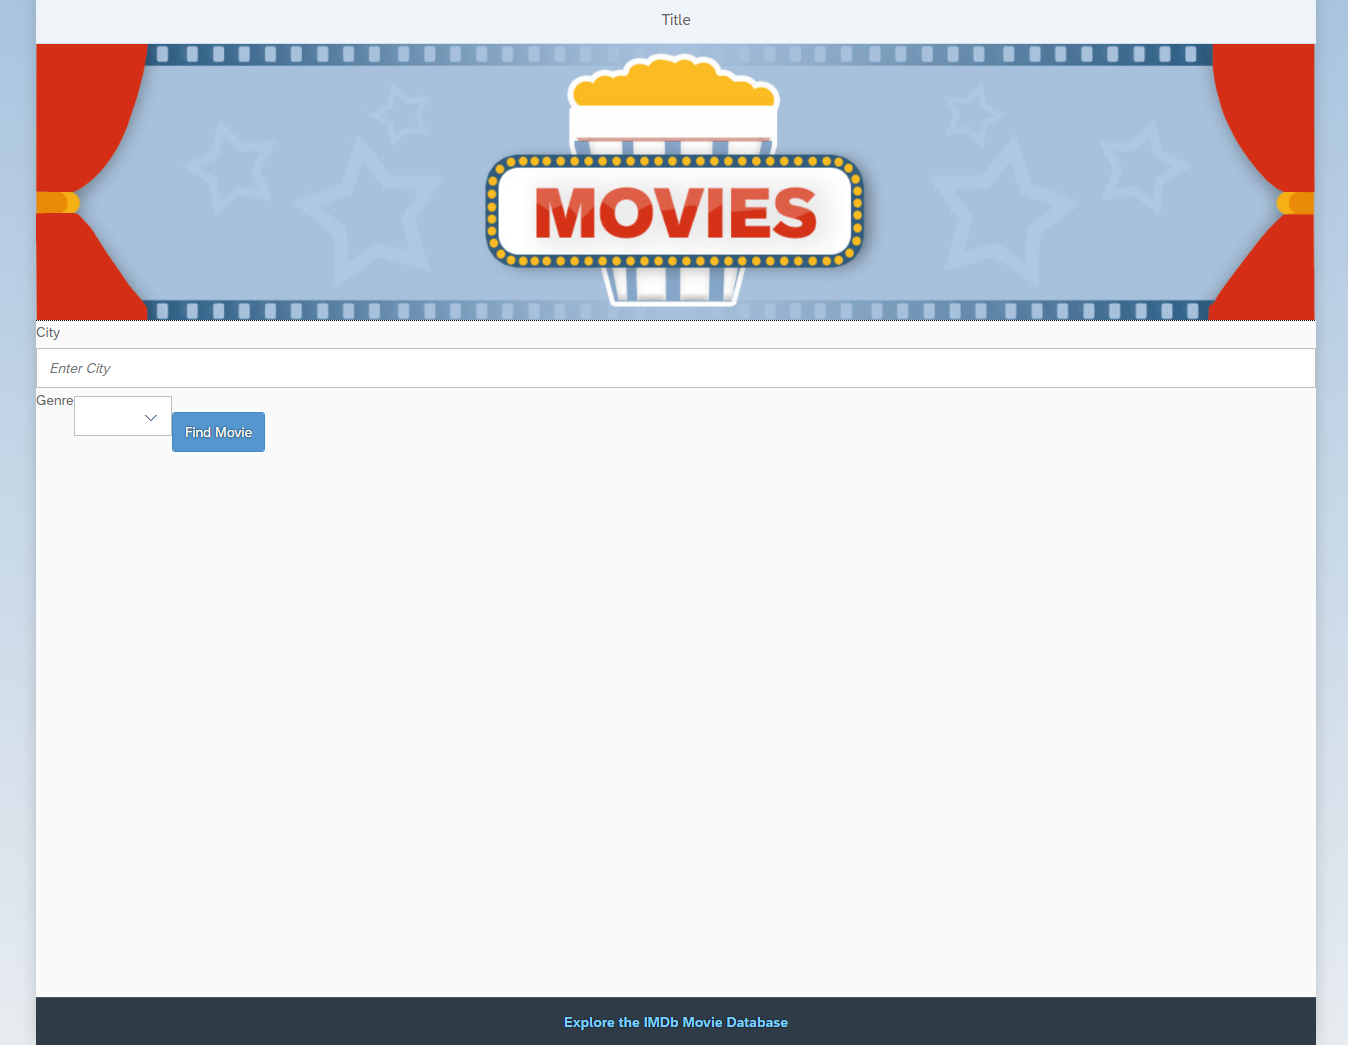 Title
MOVIES
City
Enter City
Genre
Find Movie
Explore the IMDb Movie Database